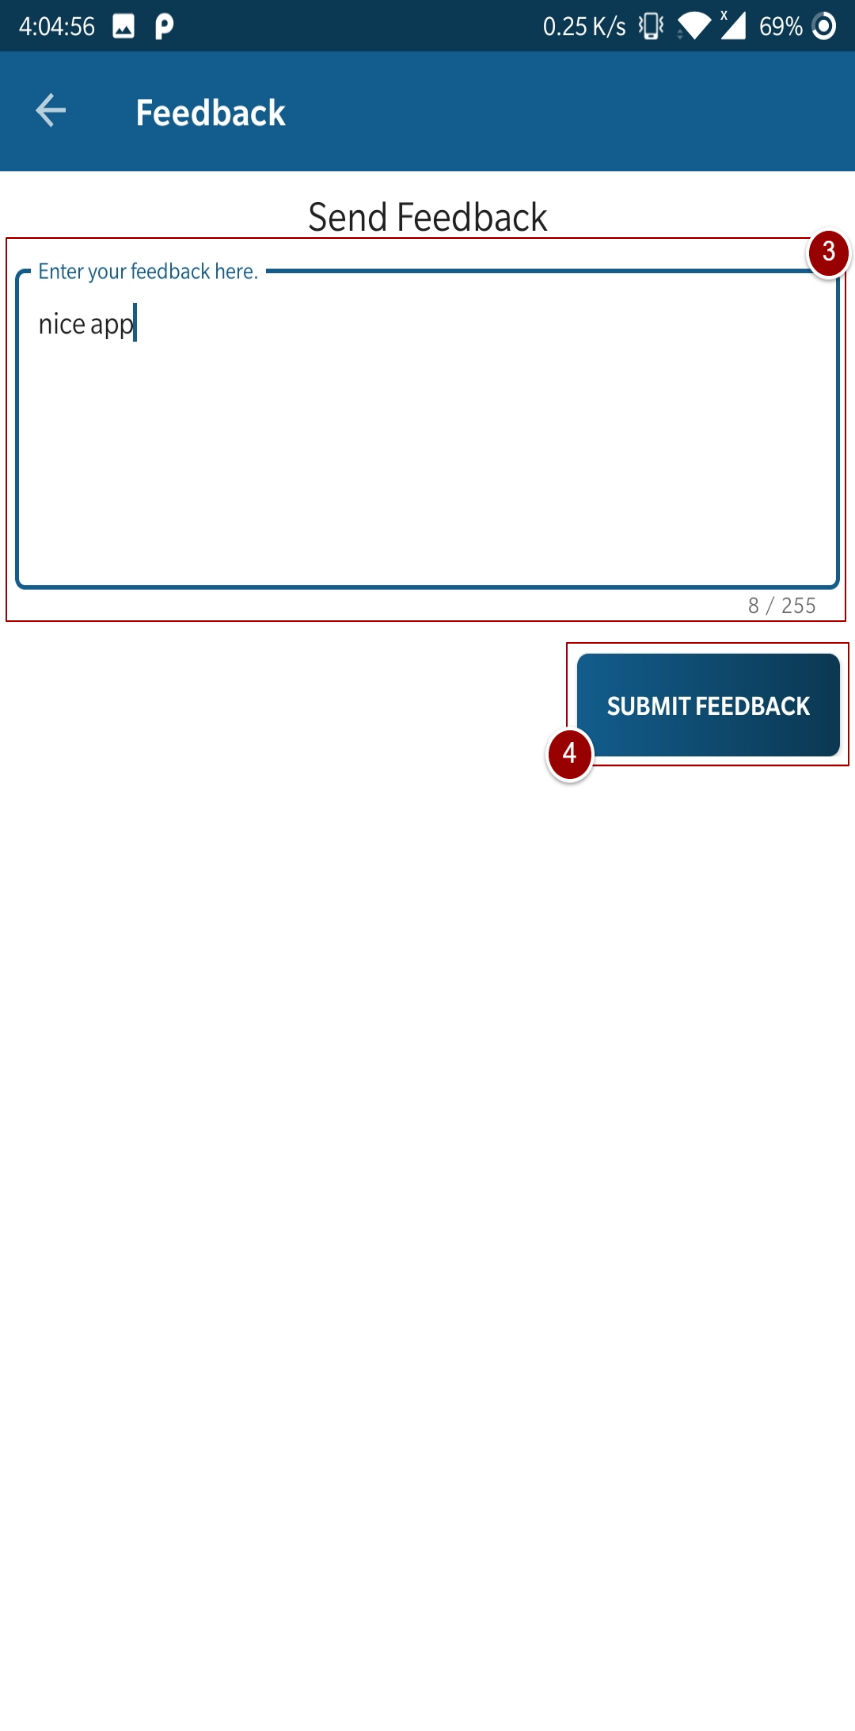 4:04:56 0.25 K/s x 69%
Feedback
Send Feedback
3
Enter your feedback here.
nice app
8 / 255
SUBMIT FEEDBACK
4